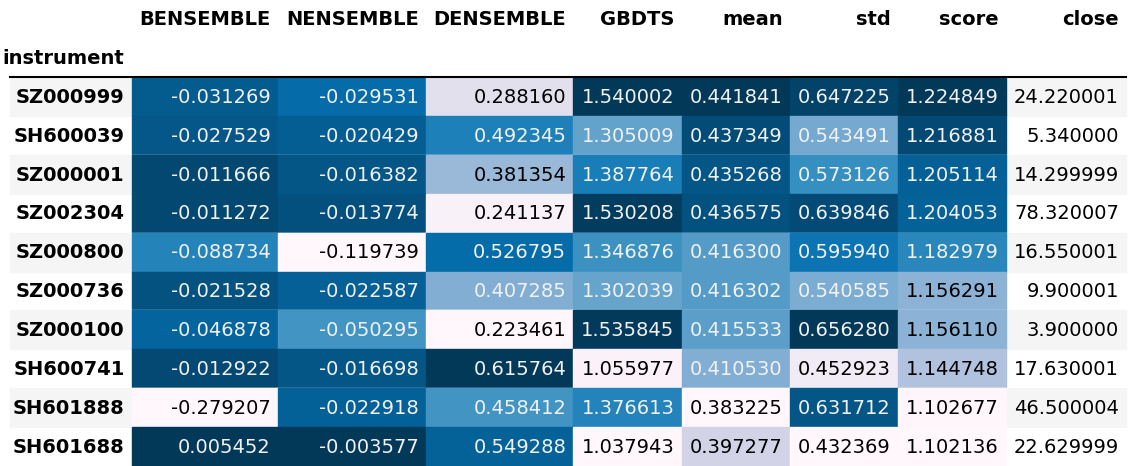 BENSEMBLE NENSEMBLE DENSEMBLE GBDTS mean std score close
instrument
SZ000999 -0.031269 -0.029531 0.288160 1.540002 0.441841 0.647225 1.224849 24.220001
SH600039 -0.027529 -0.020429 0.492345 1.305009 0.437349 0.543491 1.216881 5.340000
SZ000001 -0.011666 -0.016382 0.381354 1.387764 0.435268 0.573126 1.205114 14.299999
SZ002304 -0.011272 -0.013774 0.241137 1.530208 0.436575 0.639846 1.204053 78.320007
SZ000800 -0.088734 -0.119739 0.526795 1.346876 0.416300 0.595940 1.182979 16.550001
SZ000736 -0.021528 -0.022587 0.407285 1.302039 0.416302 0.540585 1.156291 9.900001
SZ000100 -0.046878 -0.050295 0.223461 1.535845 0.415533 0.656280 1.156110 3.900000
SH600741 -0.012922 -0.016698 0.615764 1.055977 0.410530 0.452923 1.144748 17.630001
SH601888 -0.279207 -0.022918 0.458412 1.376613 0.383225 0.631712 1.102677 46.500004
SH601688 0.005452 -0.003577 0.549288 1.037943 0.397277 0.432369 1.102136 22.629999